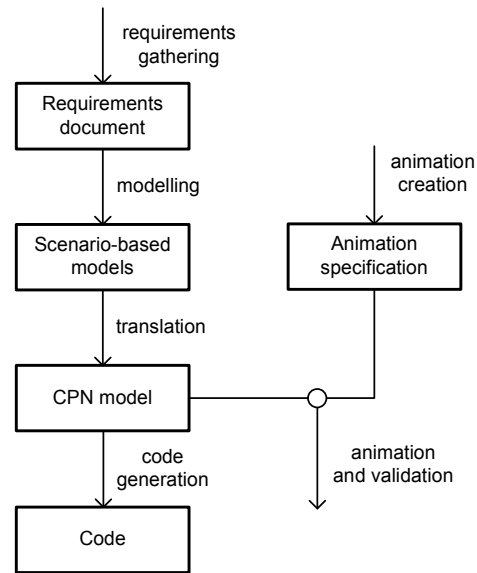 requirements
gathering
Requirements
document
modelling
animation
creation
Scenario-based
models
Animation
specification
translation
CPN model
code
generation
animation
and validation
Code